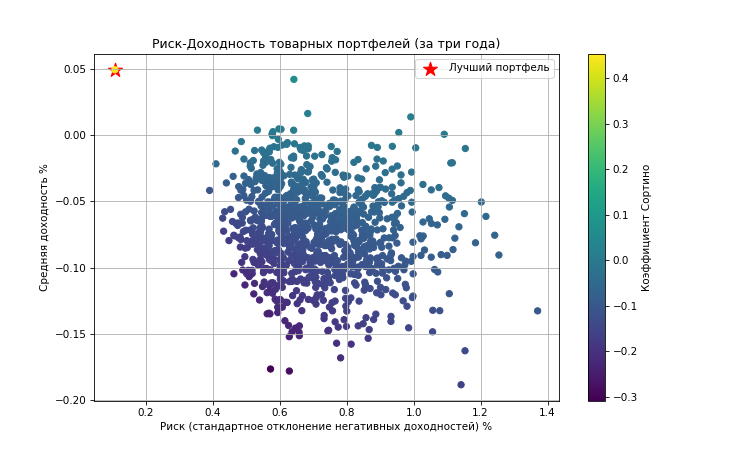 Риск-Доходность товарных портфелей (за три года)
Лучший портфель
0.05
0.00
−0.05
−0.10
−0.15
−0.20
Средняя доходность %
0.2 0.4 0.6 0.8 1.0 1.2 1.4
Риск (стандартное отклонение негативных доходностей) %
0.4
0.3
0.2
0.1
0.0
−0.1
−0.2
−0.3
Коэффициент Сортино